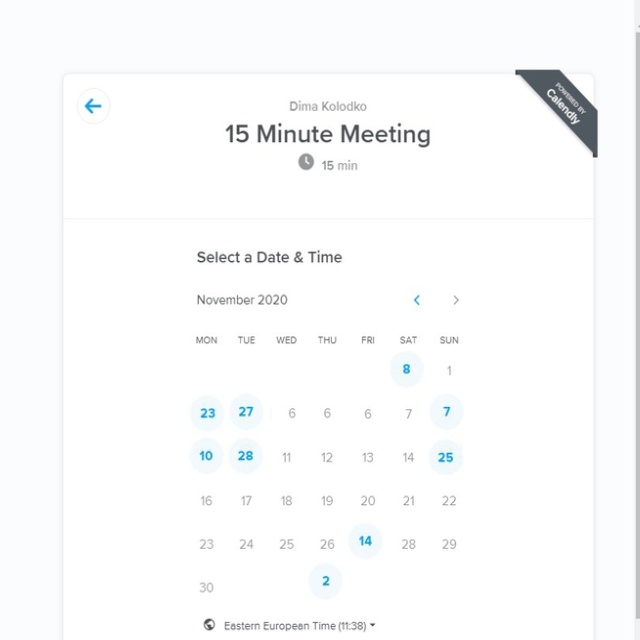 POWERED BY
Calendly
Dima Kolodko
15 Minute Meeting
15 min
Select a Date & Time
November 2020
MON TUE WED THU FRI SAT SUN
8 1
23 27 6 6 6 7 7
10 28 11 12 13 14 25
16 17 18 19 20 21 22
23 24 25 26 14 28 29
30 2
Eastern European Time (11:38)